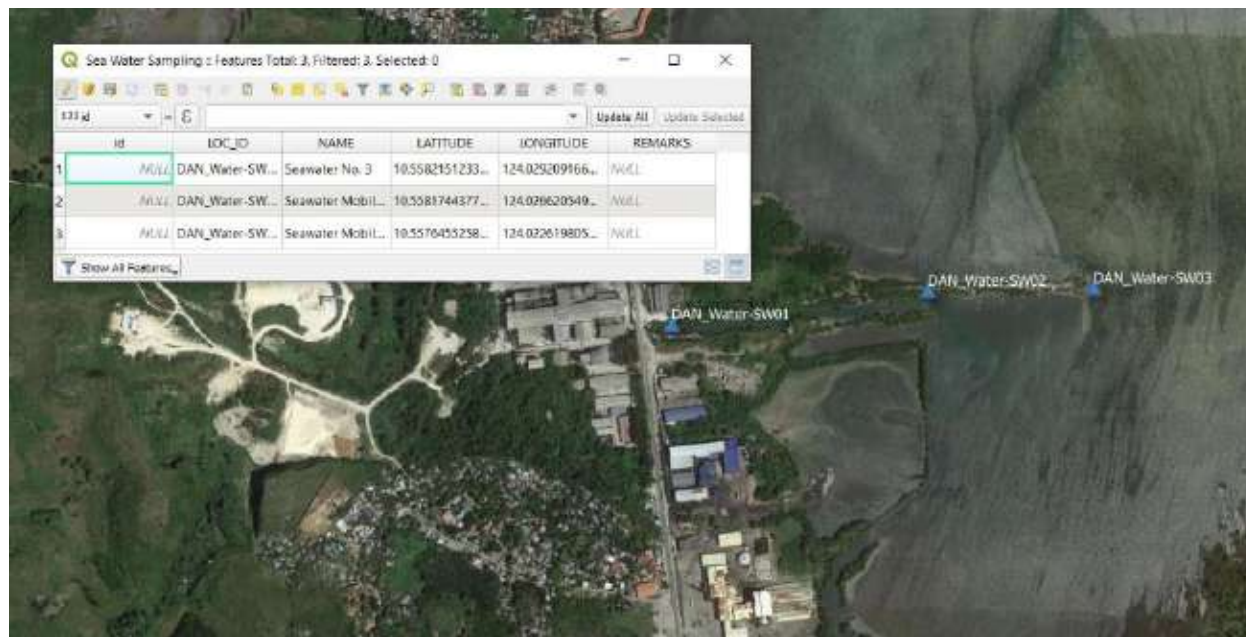 Sea Water Sampling :: Features Total: 3, Filtered: 3, Selected: 0
123 id = ε Update All Update Selected
id LOC_ID NAME LATITUDE LONGITUDE REMARKS
1 NULL DAN_Water-SW... Seawater No. 3 10.5582151233... 124.029209166... NULL
2 NULL DAN_Water-SW... Seawater Mobil... 10.5581744377... 124.026620549... NULL
3 NULL DAN_Water-SW... Seawater Mobil... 10.5576455258... 124.022619805... NULL
Show All Features
DAN_Water-SW02 DAN_Water-SW03
DAN_Water-SW01